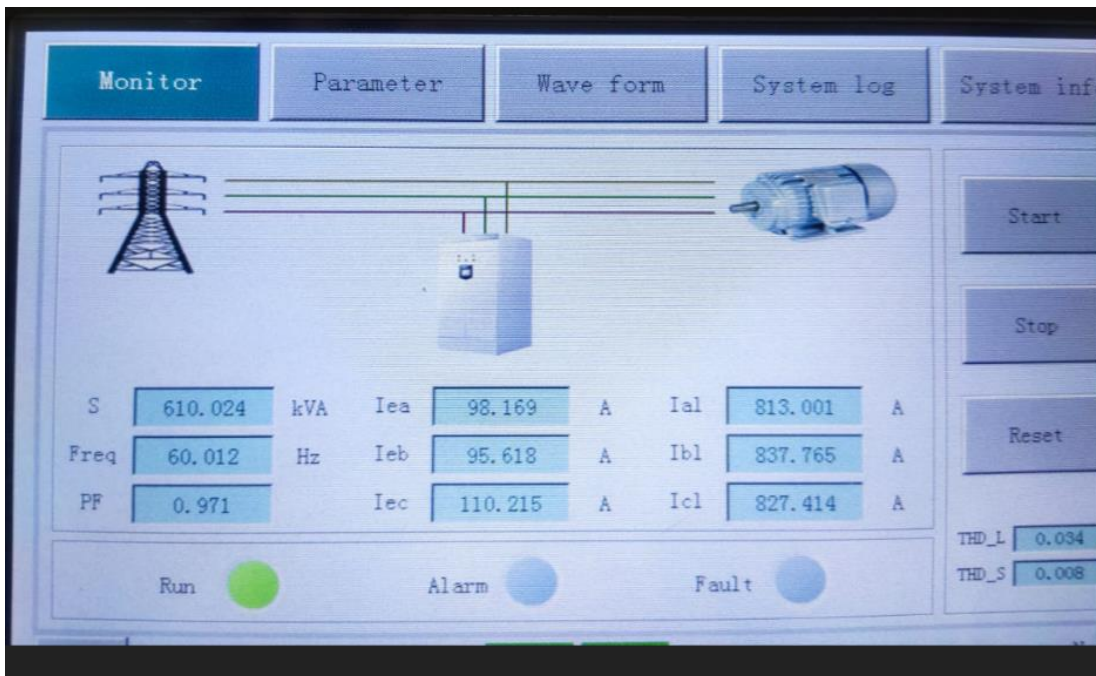 Monitor Parameter Wave form System log System inf
Start
Stop
S 610.024 kVA Iea 98.169 A Ial 813.001 A
Reset
Freq 60.012 Hz Ieb 95.618 A Ibl 837.765 A
PF 0.971 Iec 110.215 A Icl 827.414 A
THD_L 0.034
THD_S 0.008
Run Alarm Fault